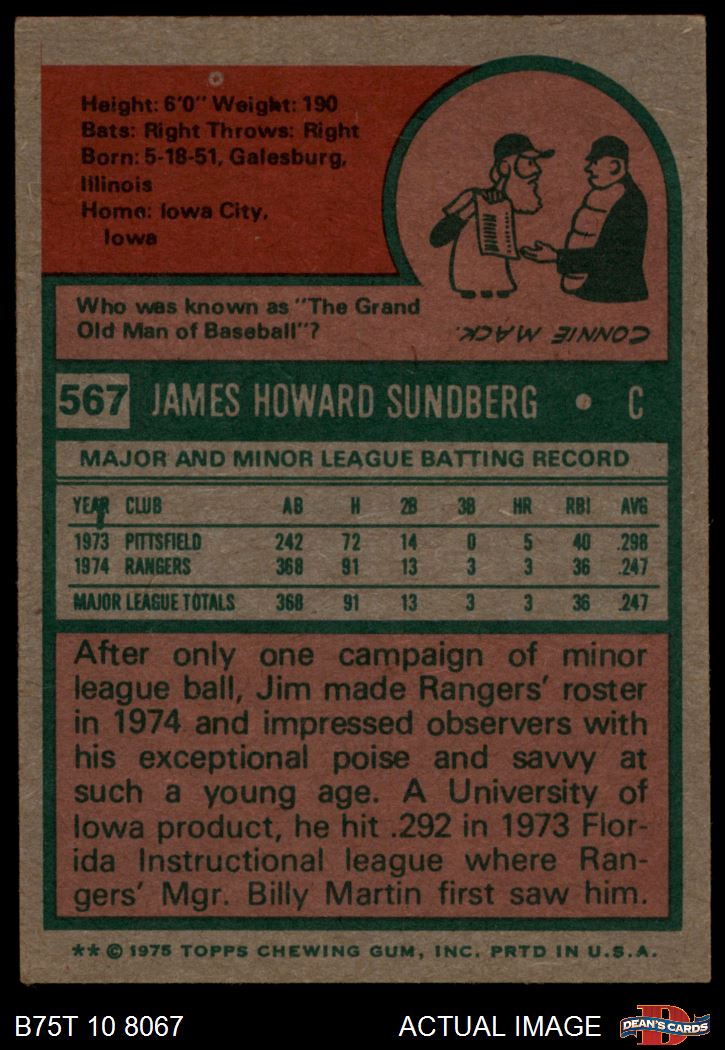 Height: 6'0" Weight: 190
Bats: Right Throws: Right
Born: 5-18-51, Galesburg,
Illinois
Home: Iowa City,
Iowa
Who was known as "The Grand
Old Man of Baseball"?
CONNIE MACK.
567 JAMES HOWARD SUNDBERG • C
MAJOR AND MINOR LEAGUE BATTING RECORD
YEAR CLUB AB H 2B 3B HR RBI AVG
1973 PITTSFIELD 242 72 14 0 5 40 .298
1974 RANGERS 368 91 13 3 3 36 .247
MAJOR LEAGUE TOTALS 368 91 13 3 3 36 .247
After only one campaign of minor
league ball, Jim made Rangers' roster
in 1974 and impressed observers with
his exceptional poise and savvy at
such a young age. A University of
Iowa product, he hit .292 in 1973 Flor-
ida Instructional league where Ran-
gers' Mgr. Billy Martin first saw him.
** © 1975 TOPPS CHEWING GUM, INC. PRTD IN U.S.A.
B75T 10 8067 ACTUAL IMAGE D DEAN'S CARDS